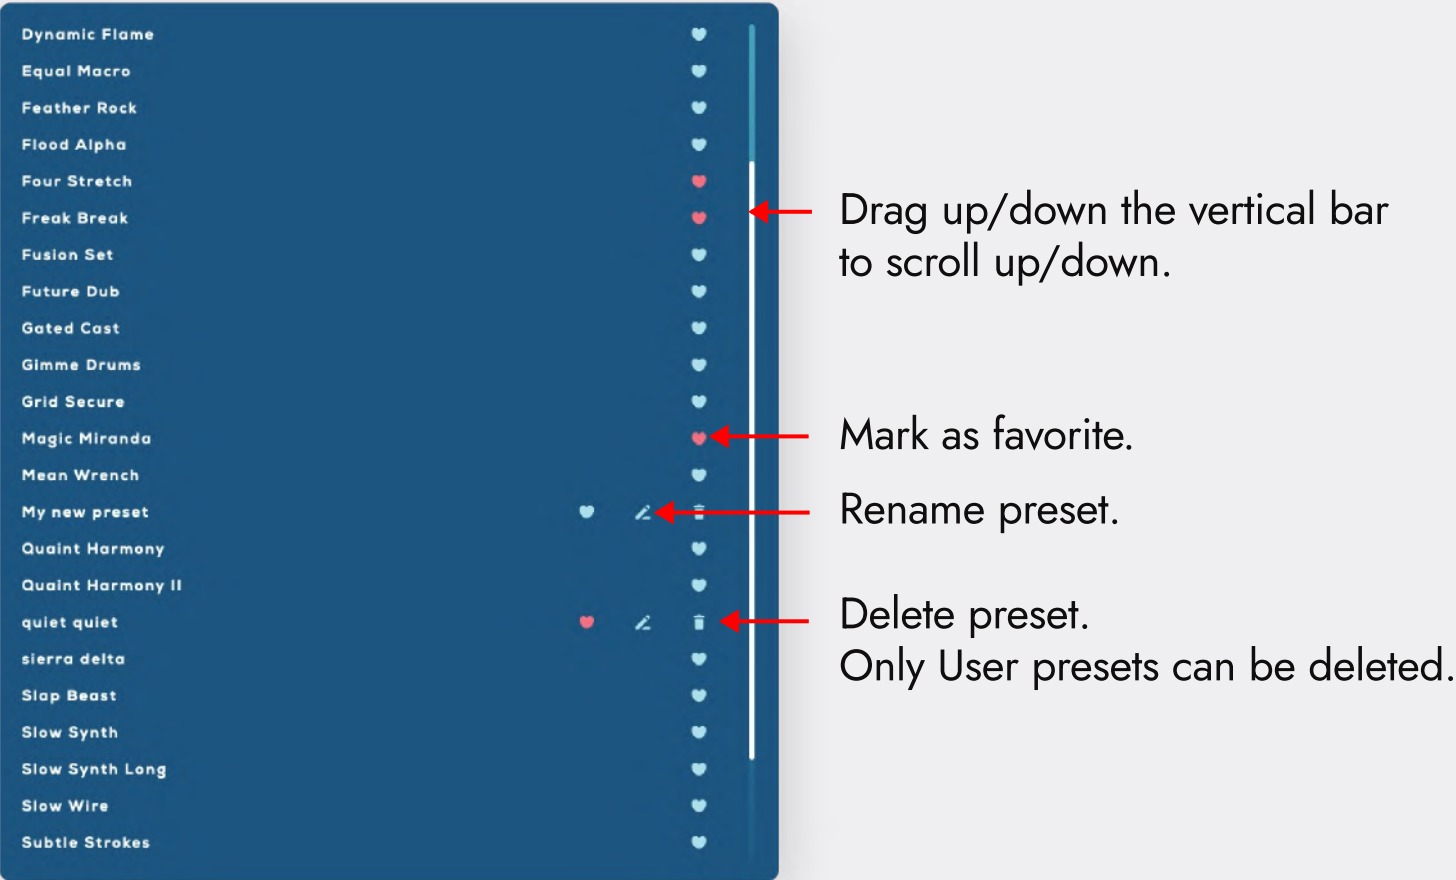 Dynamic Flame
Equal Macro
Feather Rock
Flood Alpha
Four Stretch
Freak Break
Fusion Set
Future Dub
Gated Cast
Gimme Drums
Grid Secure
Magic Miranda
Mean Wrench
My new preset
Quaint Harmony
Quaint Harmony II
quiet quiet
sierra delta
Slap Beast
Slow Synth
Slow Synth Long
Slow Wire
Subtle Strokes
Drag up/down the vertical bar
to scroll up/down.
Mark as favorite.
Rename preset.
Delete preset.
Only User presets can be deleted.